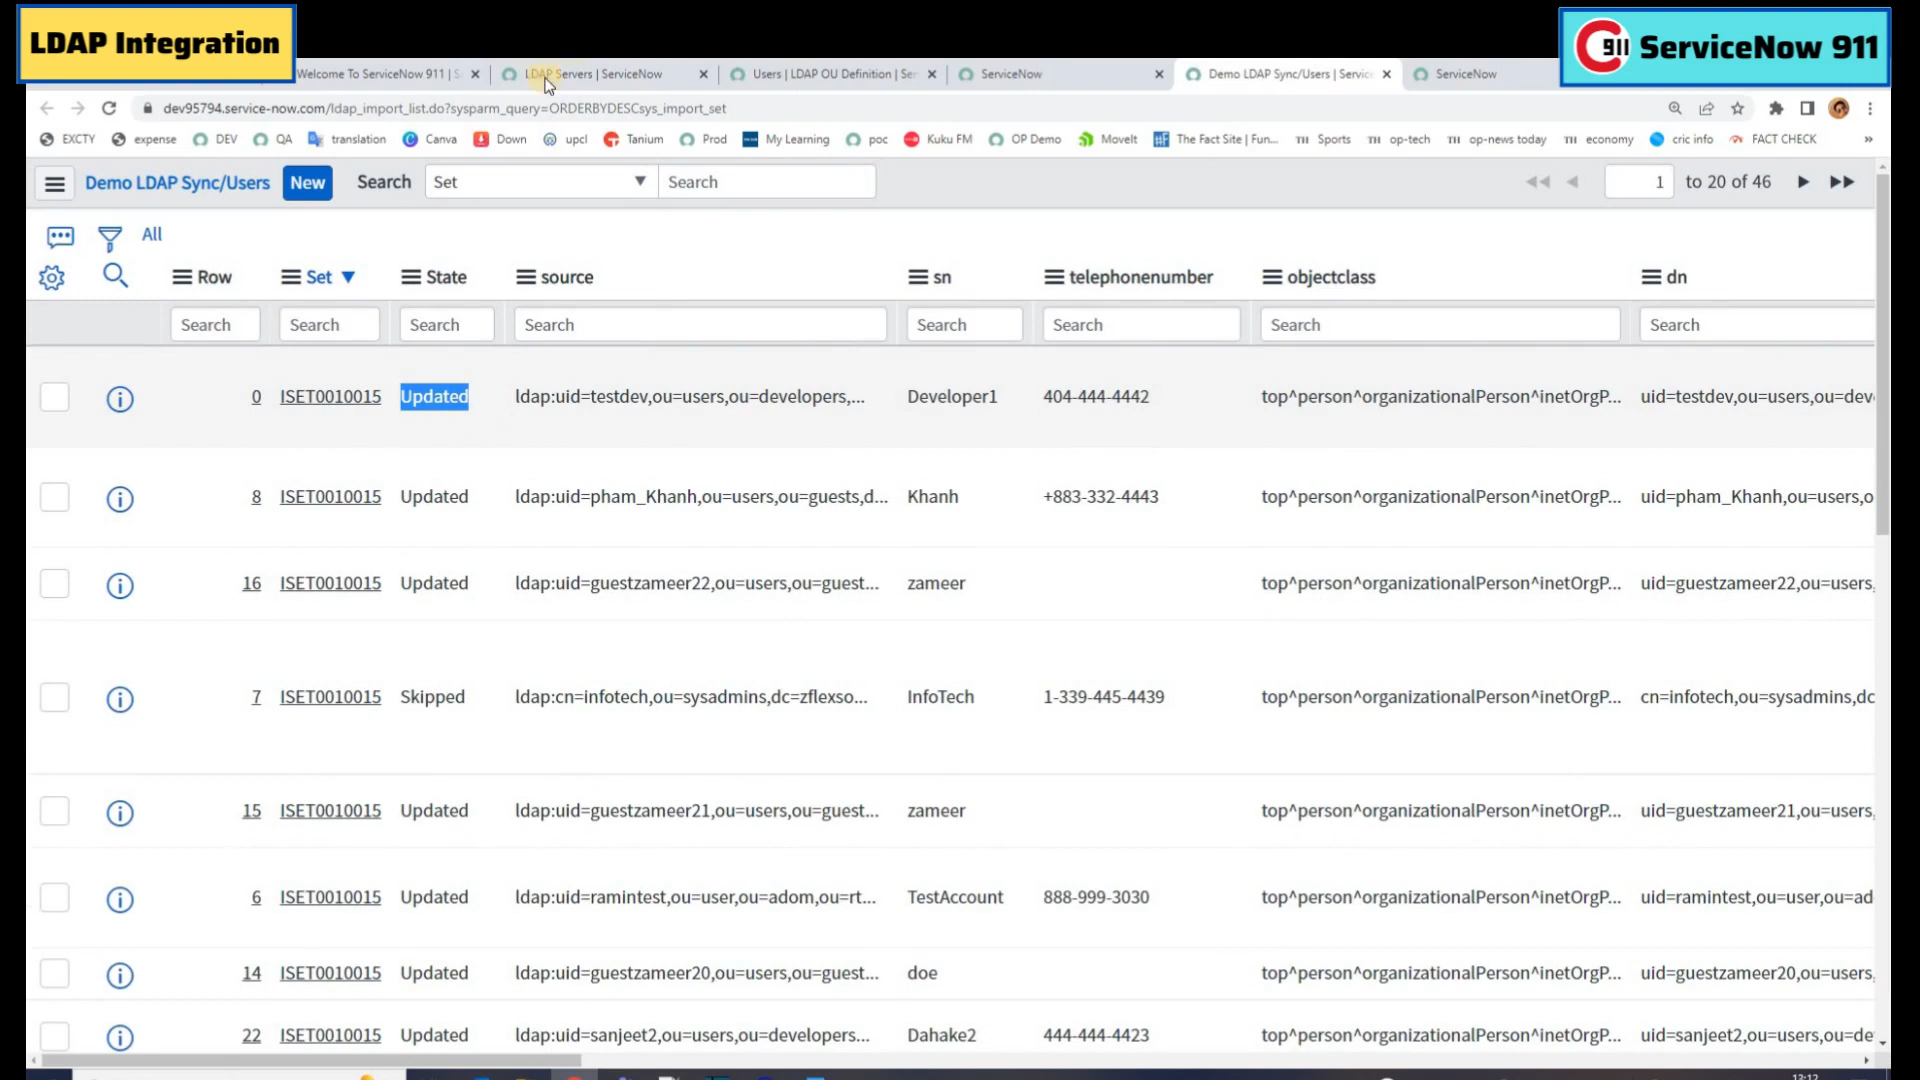 LDAP Integration
911 ServiceNow 911
Welcome To ServiceNow 911 | S
LDAP Servers | ServiceNow
Users | LDAP OU Definition | Ser
ServiceNow
Demo LDAP Sync/Users | Servic
ServiceNow
dev95794.service-now.com/ldap_import_list.do?sysparm_query=ORDERBYDESCsys_import_set
EXCTY expense DEV QA translation Canva Down upcl Tanium Prod My Learning poc Kuku FM OP Demo MoveIt The Fact Site | Fun... TH Sports TH op-tech TH op-news today TH economy cric info FACT CHECK »
Demo LDAP Sync/Users New Search Set Search 1 to 20 of 46
All
Row Set State source sn telephonenumber objectclass dn
Search Search Search Search Search Search Search Search
0 ISET0010015 Updated ldap:uid=testdev,ou=users,ou=developers,... Developer1 404-444-4442 top^person^organizationalPerson^inetOrgP... uid=testdev,ou=users,ou=dev
8 ISET0010015 Updated ldap:uid=pham_Khanh,ou=users,ou=guests,d... Khanh +883-332-4443 top^person^organizationalPerson^inetOrgP... uid=pham_Khanh,ou=users,o
16 ISET0010015 Updated ldap:uid=guestzameer22,ou=users,ou=guest... zameer top^person^organizationalPerson^inetOrgP... uid=guestzameer22,ou=users,
7 ISET0010015 Skipped ldap:cn=infotech,ou=sysadmins,dc=zflexso... InfoTech 1-339-445-4439 top^person^organizationalPerson^inetOrgP... cn=infotech,ou=sysadmins,dc
15 ISET0010015 Updated ldap:uid=guestzameer21,ou=users,ou=guest... zameer top^person^organizationalPerson^inetOrgP... uid=guestzameer21,ou=users,
6 ISET0010015 Updated ldap:uid=ramintest,ou=user,ou=adom,ou=rt... TestAccount 888-999-3030 top^person^organizationalPerson^inetOrgP... uid=ramintest,ou=user,ou=ad
14 ISET0010015 Updated ldap:uid=guestzameer20,ou=users,ou=guest... doe top^person^organizationalPerson^inetOrgP... uid=guestzameer20,ou=users,
22 ISET0010015 Updated ldap:uid=sanjeet2,ou=users,ou=developers... Dahake2 444-444-4423 top^person^organizationalPerson^inetOrgP... uid=sanjeet2,ou=users,ou=de
13:12